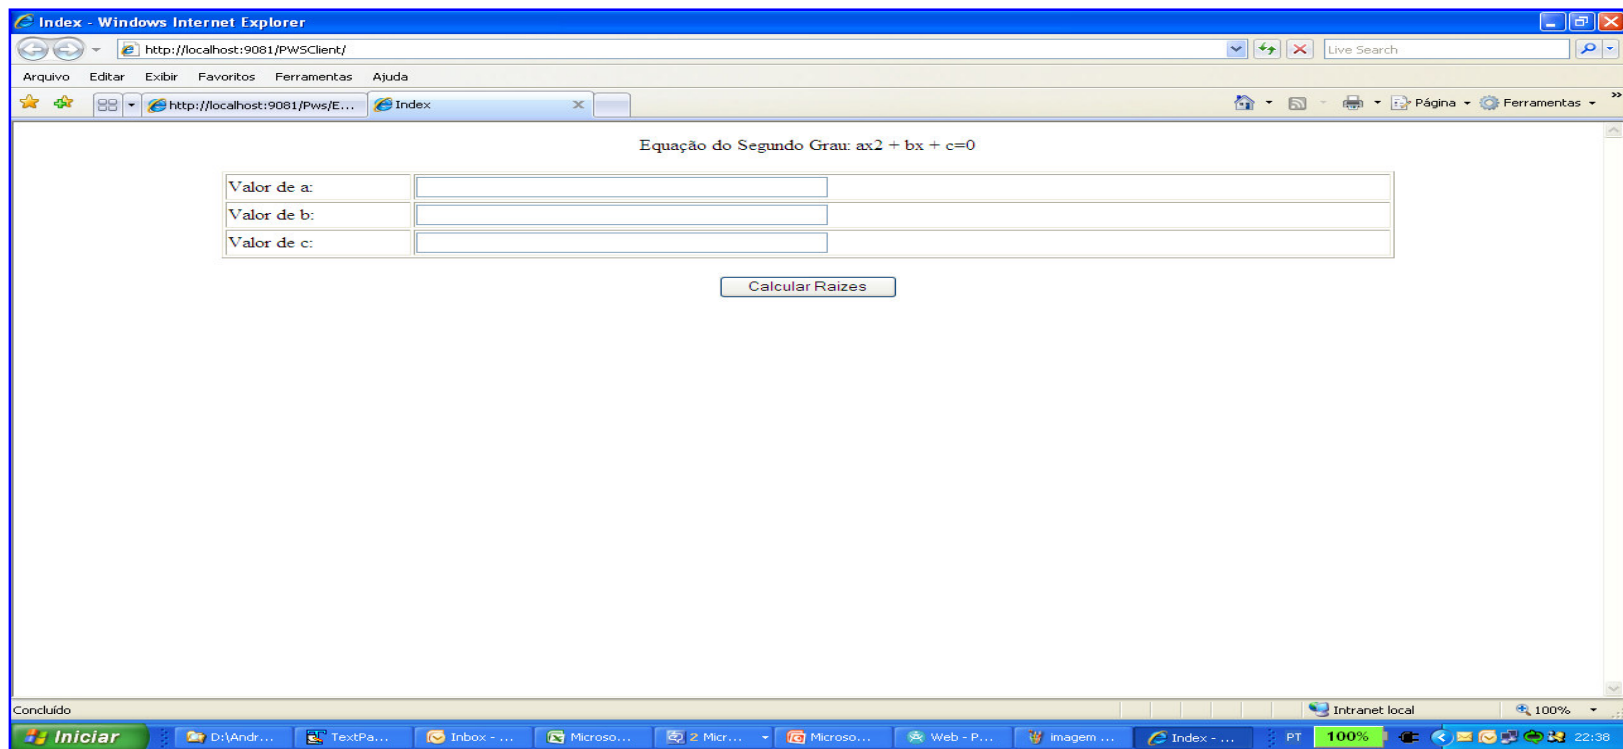 Index - Windows Internet Explorer
http://localhost:9081/PWSClient/
Live Search
Arquivo Editar Exibir Favoritos Ferramentas Ajuda
http://localhost:9081/Pws/E... Index Página Ferramentas
Equação do Segundo Grau: ax2 + bx + c=0
Valor de a:
Valor de b:
Valor de c:
Calcular Raizes
Concluído Intranet local 100%
Iniciar D:\Andr... TextPa... Inbox - ... Microso... 2 Micr... Microso... Web - P... imagem ... Index - ... PT 100% 22:38